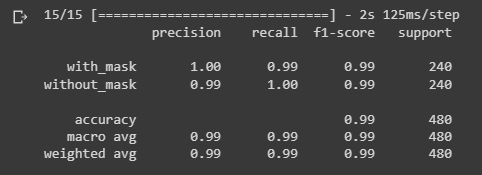 15/15 [==============================] - 2s 125ms/step
precision recall f1-score support
with_mask 1.00 0.99 0.99 240
without_mask 0.99 1.00 0.99 240
accuracy 0.99 480
macro avg 0.99 0.99 0.99 480
weighted avg 0.99 0.99 0.99 480